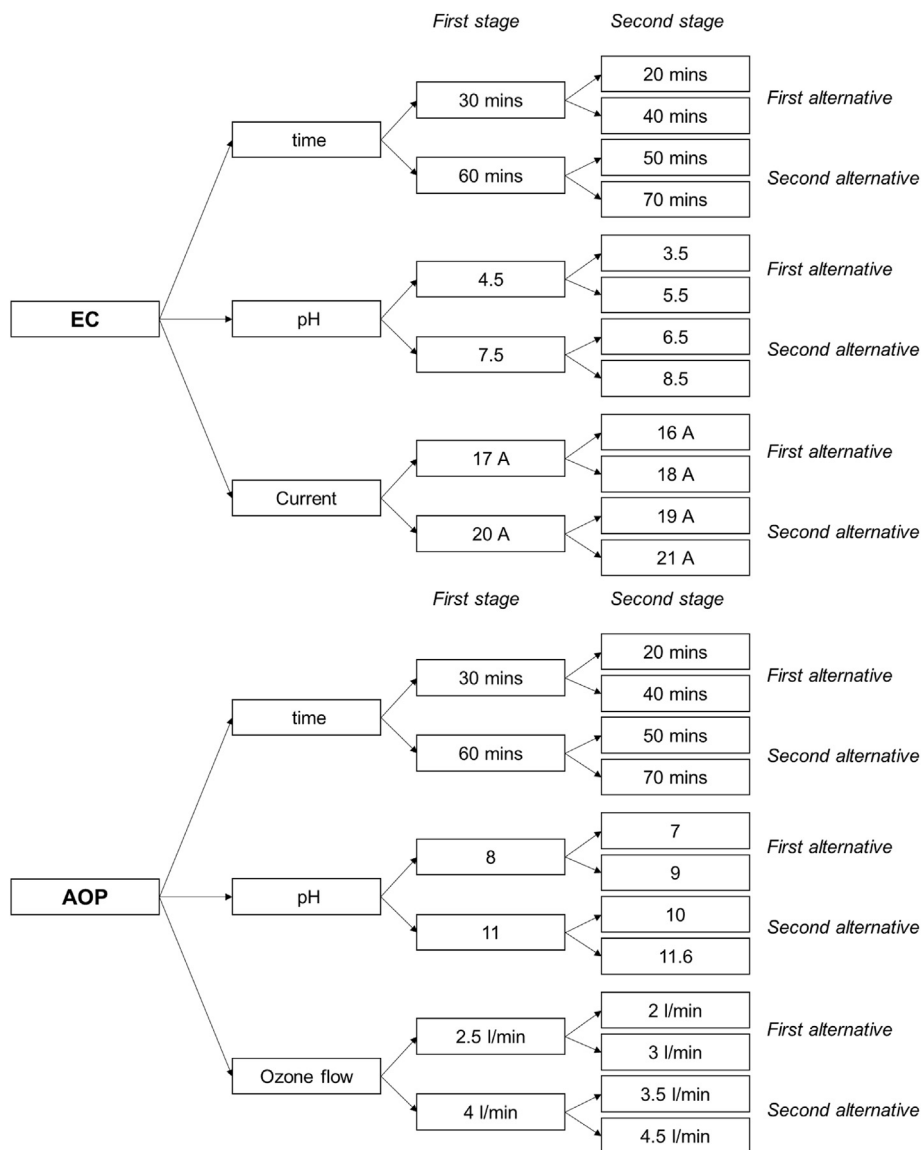 First stage Second stage
20 mins
30 mins First alternative
40 mins
time
50 mins
60 mins Second alternative
70 mins
3.5
4.5 First alternative
5.5
EC pH
6.5
7.5 Second alternative
8.5
16 A
17 A First alternative
18 A
Current
19 A
20 A Second alternative
21 A
First stage Second stage
20 mins
30 mins First alternative
40 mins
time
50 mins
60 mins Second alternative
70 mins
7
8 First alternative
9
AOP pH
10
11 Second alternative
11.6
2 l/min
2.5 l/min First alternative
3 l/min
Ozone flow
3.5 l/min
4 l/min Second alternative
4.5 l/min